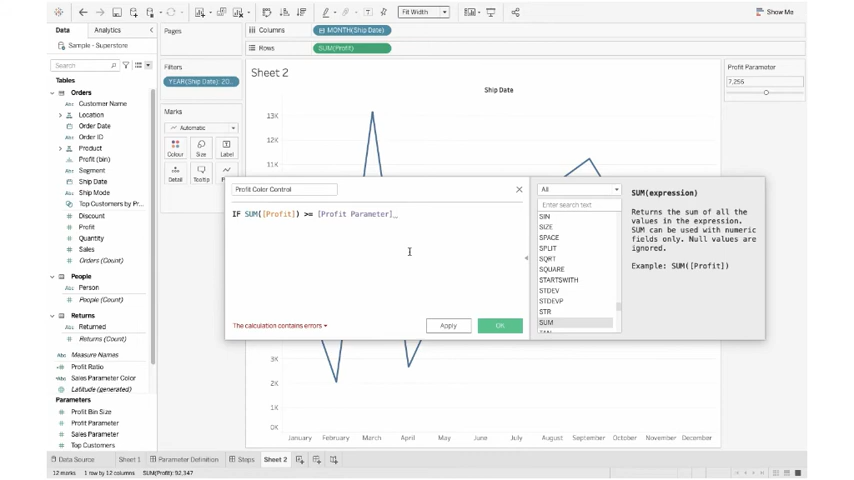 Fit Width
Show Me
Data
Analytics
Pages
Columns
MONTH(Ship Date)
Sample - Superstore
Rows
SUM(Profit)
Search
Filters
Sheet 2
Profit Parameter
Tables
YEAR(Ship Date): 20..
Ship Date
7,255
Orders
Customer Name
Location
Order Date
Order ID
Product
Profit (bin)
Segment
Ship Date
Ship Mode
Top Customers by Pr...
Discount
Profit
Quantity
Sales
Orders (Count)
People
Person
People (Count)
Returns
Returned
Returns (Count)
Measure Names
Profit Ratio
Sales Parameter Color
Latitude (generated)
Parameters
Profit Bin Size
Profit Parameter
Sales Parameter
Top Customers
Marks
Automatic
Colour
Size
Label
Detail
Tooltip
13K
12K
11K
Profit Color Control
IF SUM([Profit]) >= [Profit Parameter]
The calculation contains errors
Apply
OK
All
Enter search text
SIN
SIZE
SPACE
SPLIT
SQRT
SQUARE
STARTSWITH
STDEV
STDEVP
STR
SUM
SUM(expression)
Returns the sum of all the
values in the expression.
SUM can be used with numeric
fields only. Null values are
ignored.
Example: SUM([Profit])
3K
2K
1K
0K
January February March April May June July August September October November December
Data Source
Sheet 1
Parameter Definition
Steps
Sheet 2
12 marks
1 row by 12 columns
SUM(Profit): 92,347